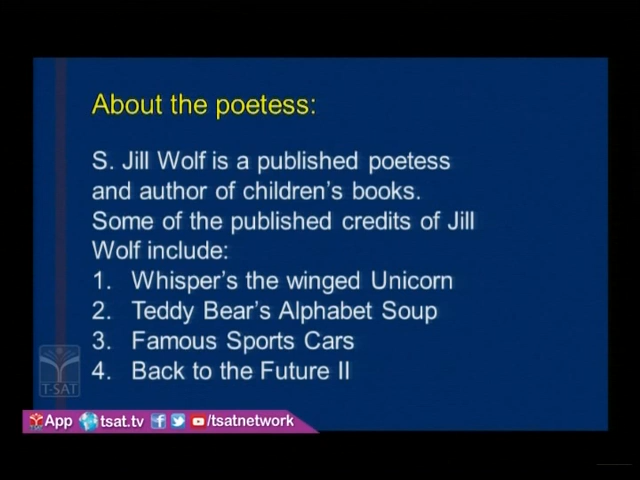 About the poetess:
S. Jill Wolf is a published poetess
and author of children's books.
Some of the published credits of Jill
Wolf include:
1. Whisper's the winged Unicorn
2. Teddy Bear's Alphabet Soup
3. Famous Sports Cars
4. Back to the Future II
T-SAT
App tsat.tv /tsatnetwork